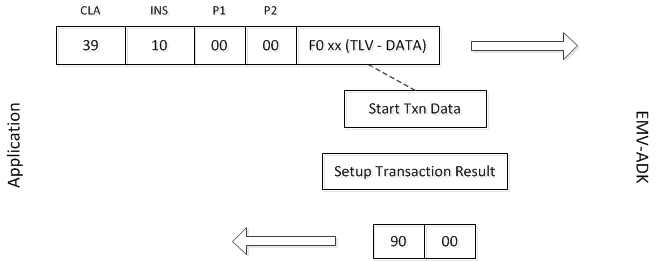 CLA INS P1 P2
39 10 00 00 F0 xx (TLV - DATA)
Start Txn Data
Application
EMV-ADK
Setup Transaction Result
90 00